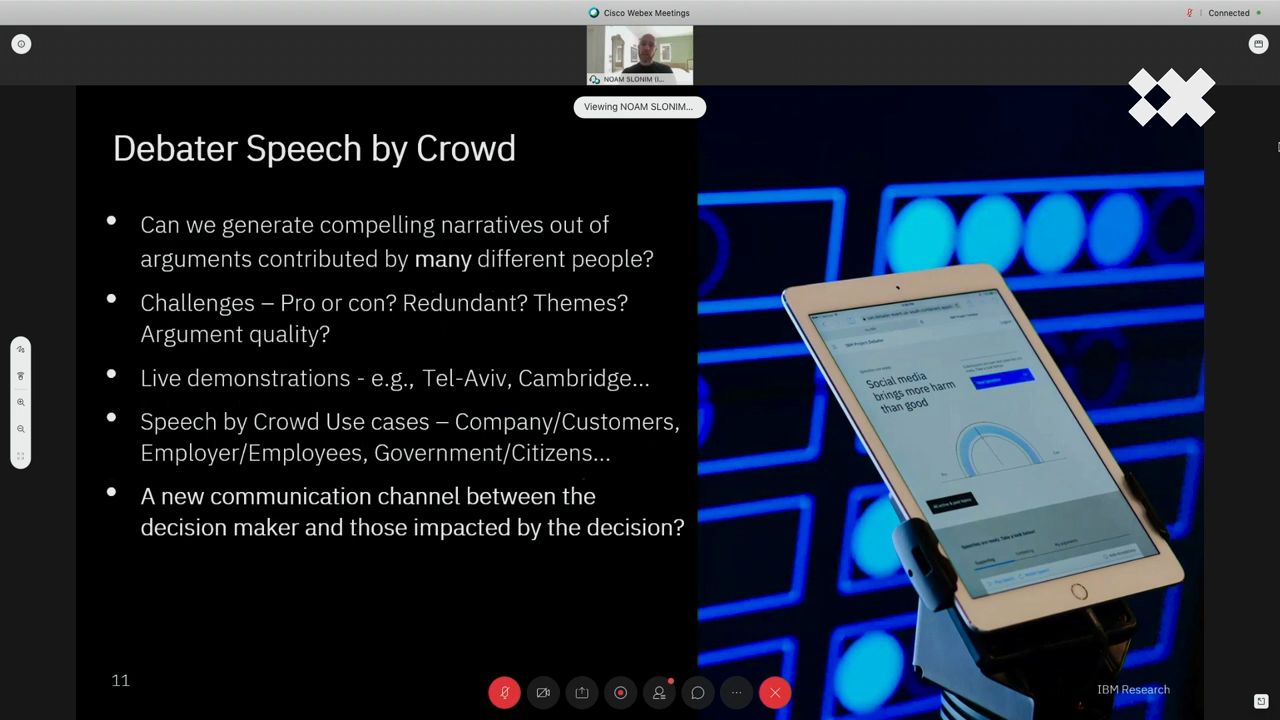 Cisco Webex Meetings
Connected
NOAM SLONIM (I...
Viewing NOAM SLONIM...
Debater Speech by Crowd
• Can we generate compelling narratives out of
arguments contributed by many different people?
• Challenges – Pro or con? Redundant? Themes?
Argument quality?
• Live demonstrations - e.g., Tel-Aviv, Cambridge...
• Speech by Crowd Use cases – Company/Customers,
Employer/Employees, Government/Citizens...
• A new communication channel between the
decision maker and those impacted by the decision?
IBM Project Debater
Social media
brings more harm
than good
11
IBM Research